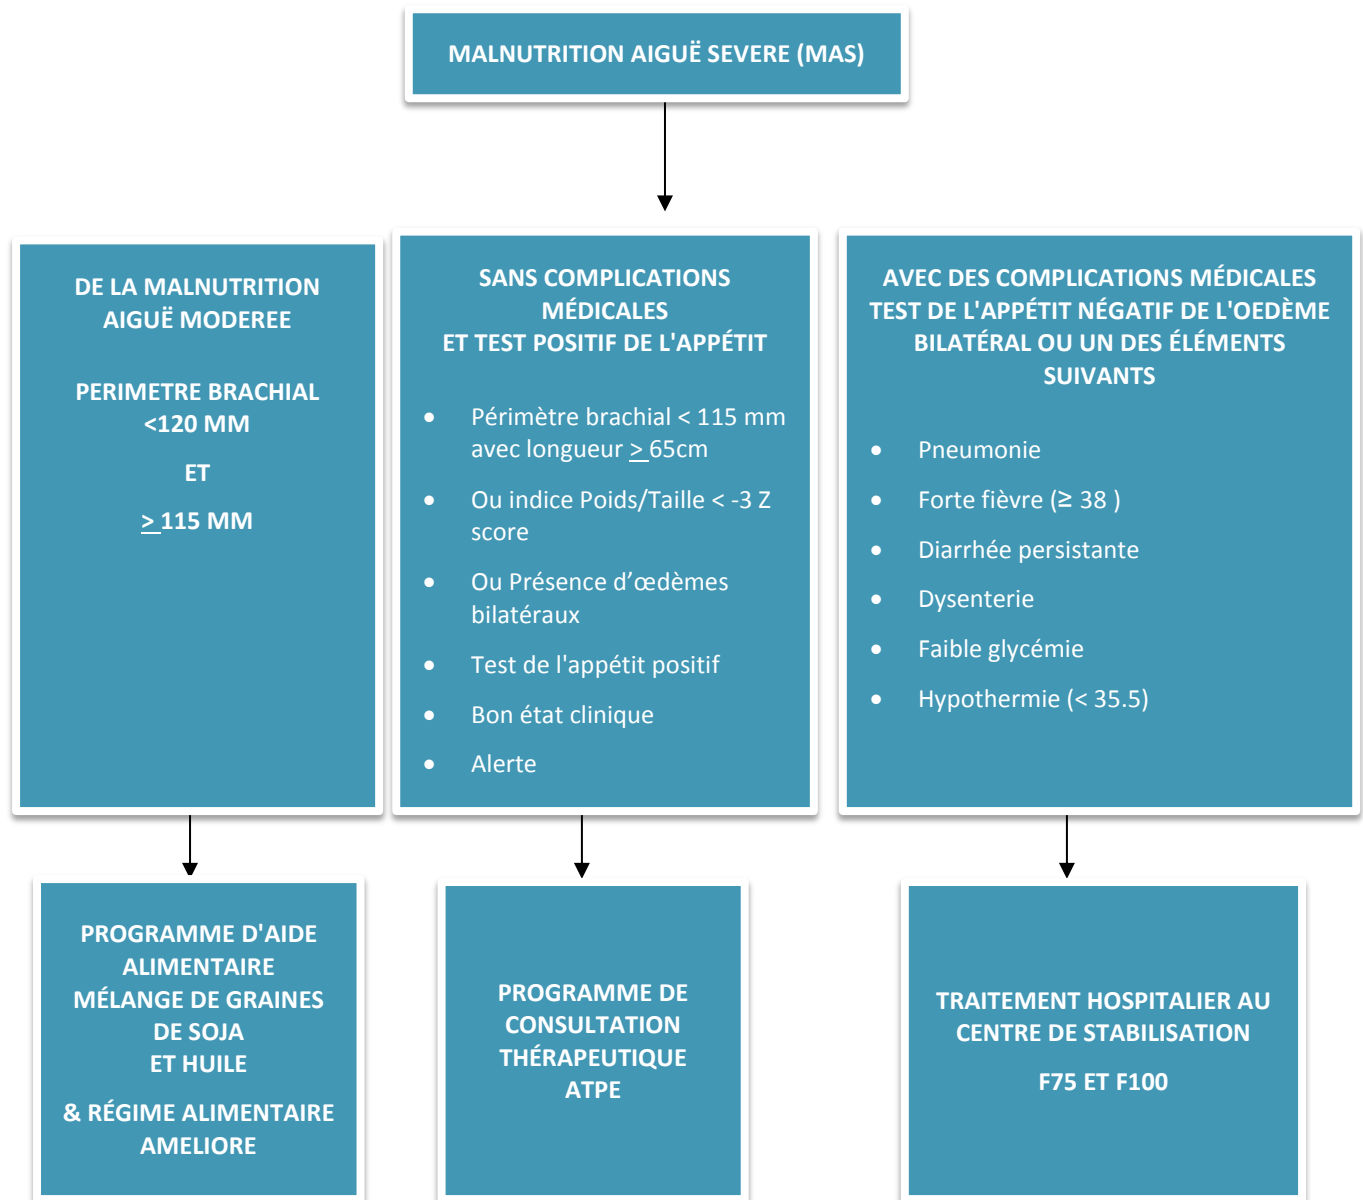 MALNUTRITION AIGUË SEVERE (MAS)
DE LA MALNUTRITION
AIGUË MODEREE
PERIMETRE BRACHIAL
<120 MM
ET
> 115 MM
SANS COMPLICATIONS
MÉDICALES
ET TEST POSITIF DE L'APPÉTIT
• Périmètre brachial < 115 mm
avec longueur > 65cm
• Ou indice Poids/Taille < -3 Z
score
• Ou Présence d’œdèmes
bilatéraux
• Test de l'appétit positif
• Bon état clinique
• Alerte
AVEC DES COMPLICATIONS MÉDICALES
TEST DE L'APPÉTIT NÉGATIF DE L'OEDÈME
BILATÉRAL OU UN DES ÉLÉMENTS
SUIVANTS
• Pneumonie
• Forte fièvre (≥ 38 )
• Diarrhée persistante
• Dysenterie
• Faible glycémie
• Hypothermie (< 35.5)
PROGRAMME D'AIDE
ALIMENTAIRE
MÉLANGE DE GRAINES
DE SOJA
ET HUILE
& RÉGIME ALIMENTAIRE
AMELIORE
PROGRAMME DE
CONSULTATION
THÉRAPEUTIQUE
ATPE
TRAITEMENT HOSPITALIER AU
CENTRE DE STABILISATION
F75 ET F100